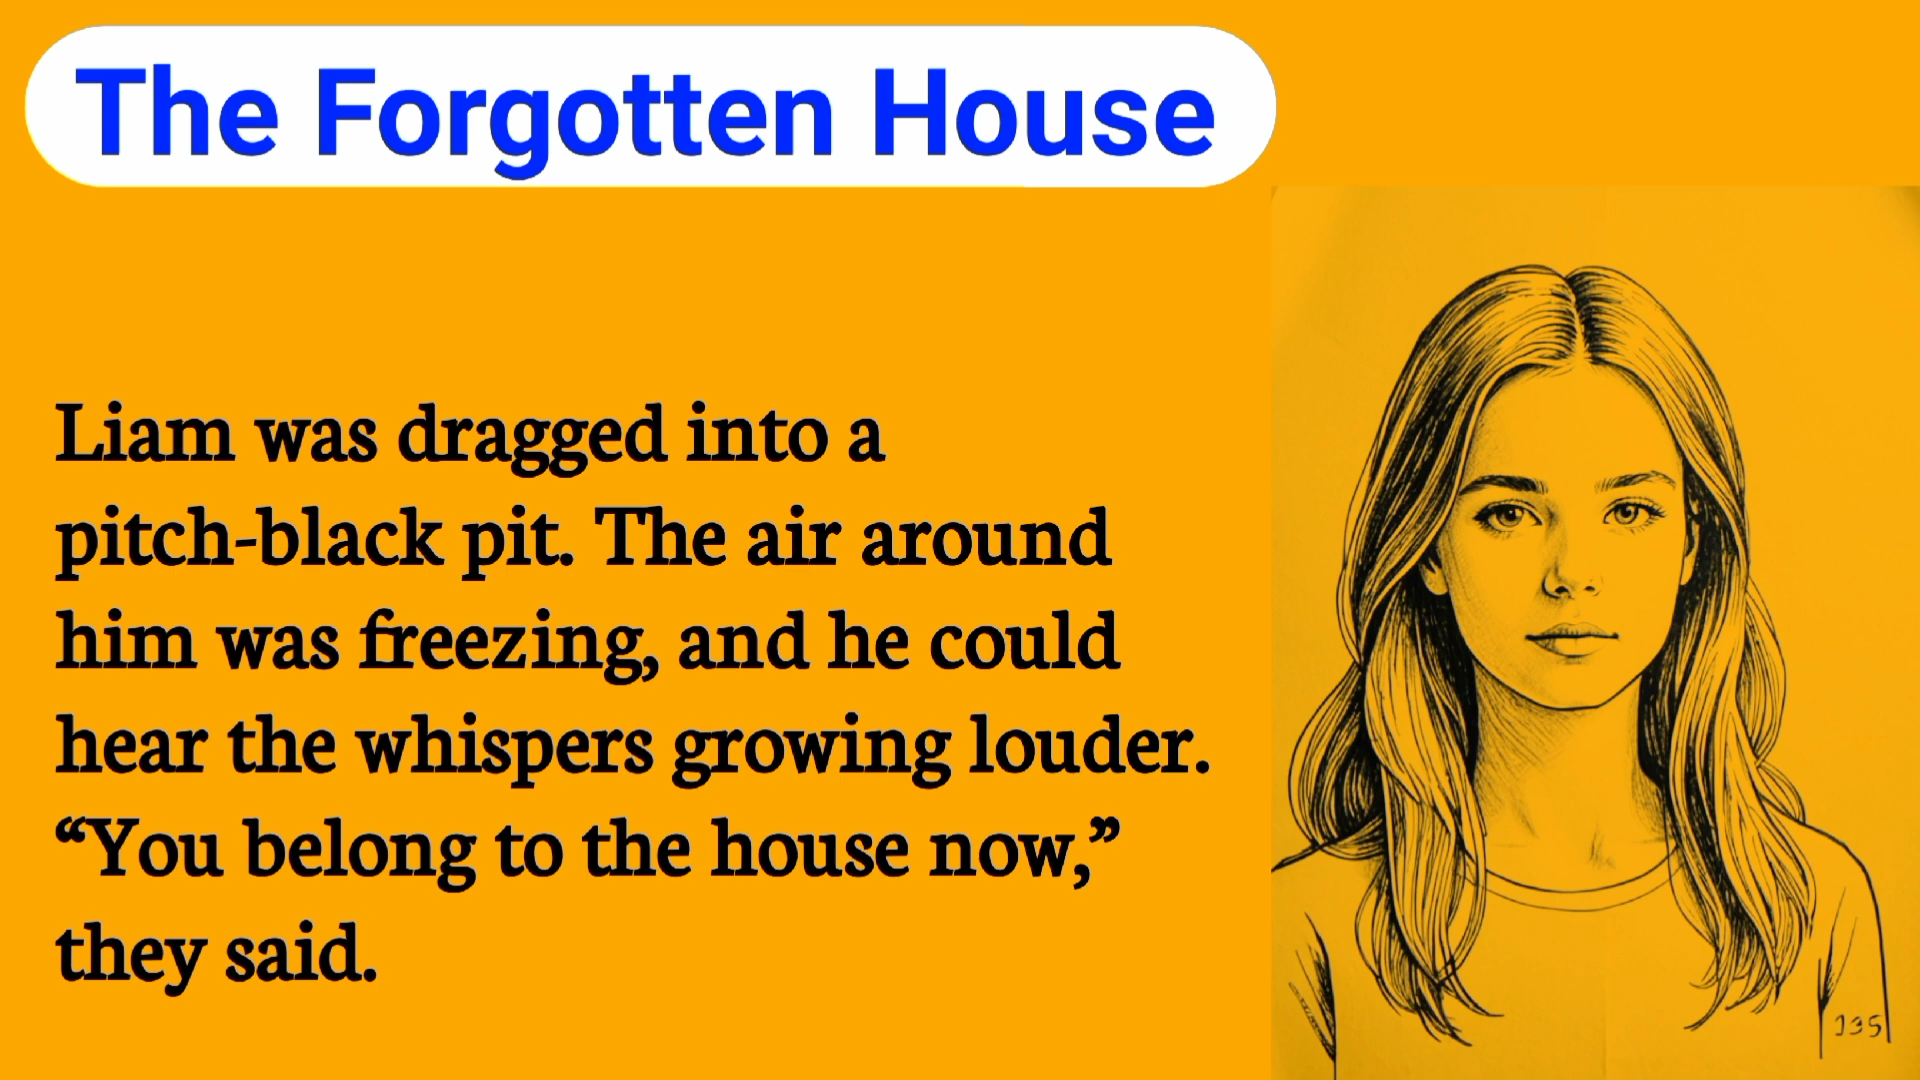 The Forgotten House
Liam was dragged into a
pitch-black pit. The air around
him was freezing, and he could
hear the whispers growing louder.
“You belong to the house now,”
they said.
135